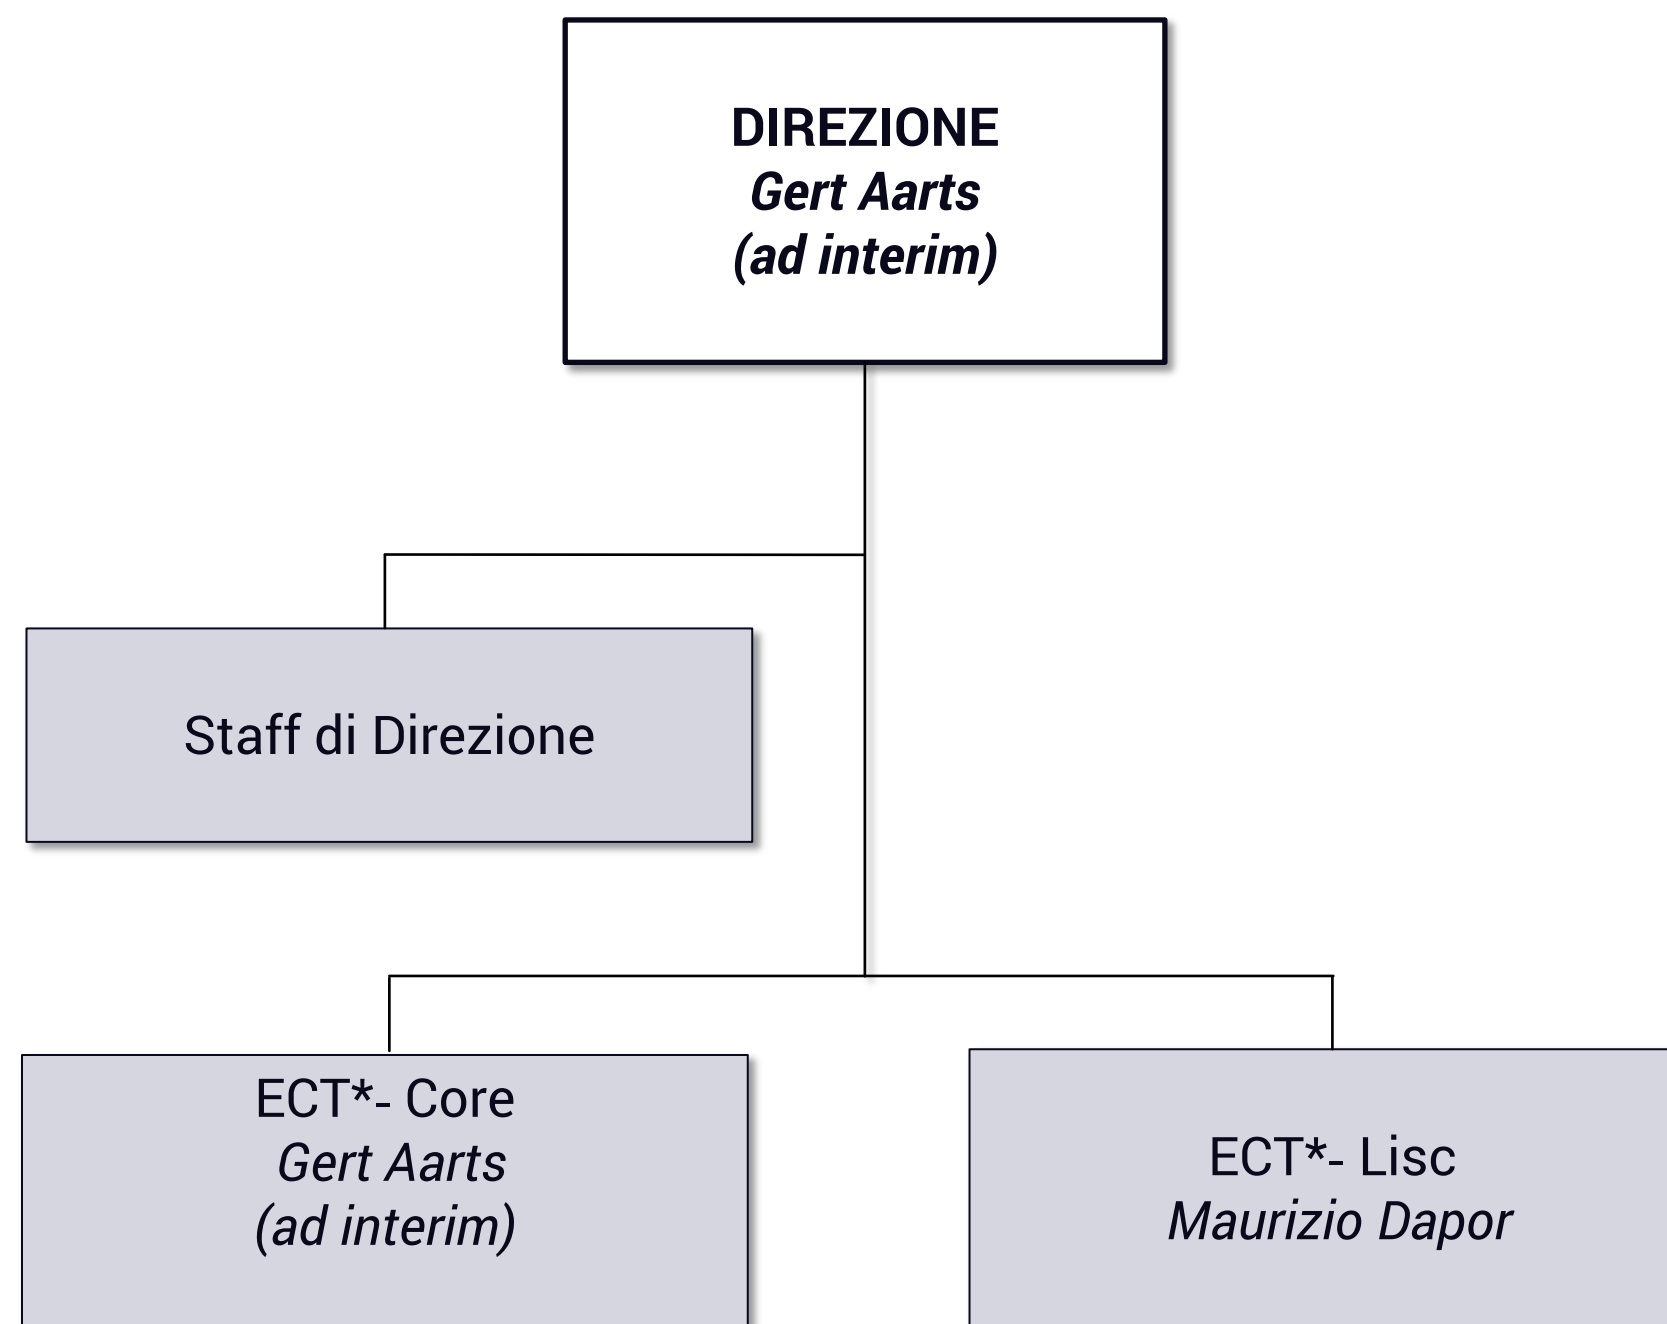 DIREZIONE
Gert Aarts
(ad interim)
Staff di Direzione
ECT*- Core
Gert Aarts
(ad interim)
ECT*- Lisc
Maurizio Dapor